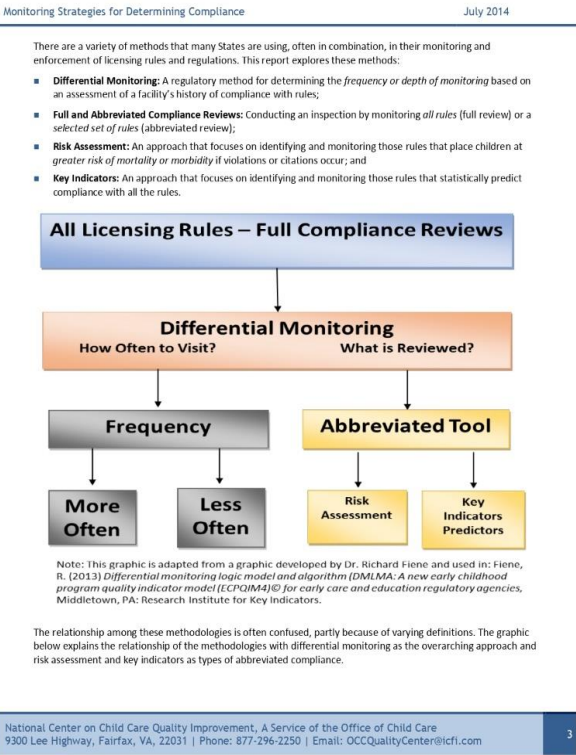 Monitoring Strategies for Determining Compliance July 2014
There are a variety of methods that many States are using, often in combination, in their monitoring and
enforcement of licensing rules and regulations. This report explores these methods:
▪ Differential Monitoring: A regulatory method for determining the frequency or depth of monitoring based on
an assessment of a facility's history of compliance with rules;
▪ Full and Abbreviated Compliance Reviews: Conducting an inspection by monitoring all rules (full review) or a
selected set of rules (abbreviated review);
▪ Risk Assessment: An approach that focuses on identifying and monitoring those rules that place children at
greater risk of mortality or morbidity if violations or citations occur; and
▪ Key Indicators: An approach that focuses on identifying and monitoring those rules that statistically predict
compliance with all the rules.
All Licensing Rules – Full Compliance Reviews
Differential Monitoring
How Often to Visit? What is Reviewed?
Frequency
Abbreviated Tool
More
Often
Less
Often
Risk
Assessment
Key
Indicators
Predictors
Note: This graphic is adapted from a graphic developed by Dr. Richard Fiene and used in: Fiene,
R. (2013) Differential monitoring logic model and algorithm (DMLMA: A new early childhood
program quality indicator model (ECPQIM4)© for early care and education regulatory agencies,
Middletown, PA: Research Institute for Key Indicators.
The relationship among these methodologies is often confused, partly because of varying definitions. The graphic
below explains the relationship of the methodologies with differential monitoring as the overarching approach and
risk assessment and key indicators as types of abbreviated compliance.
National Center on Child Care Quality Improvement, A Service of the Office of Child Care
9300 Lee Highway, Fairfax, VA, 22031 | Phone: 877-296-2250 | Email: OCCQualityCenter@icfi.com
3